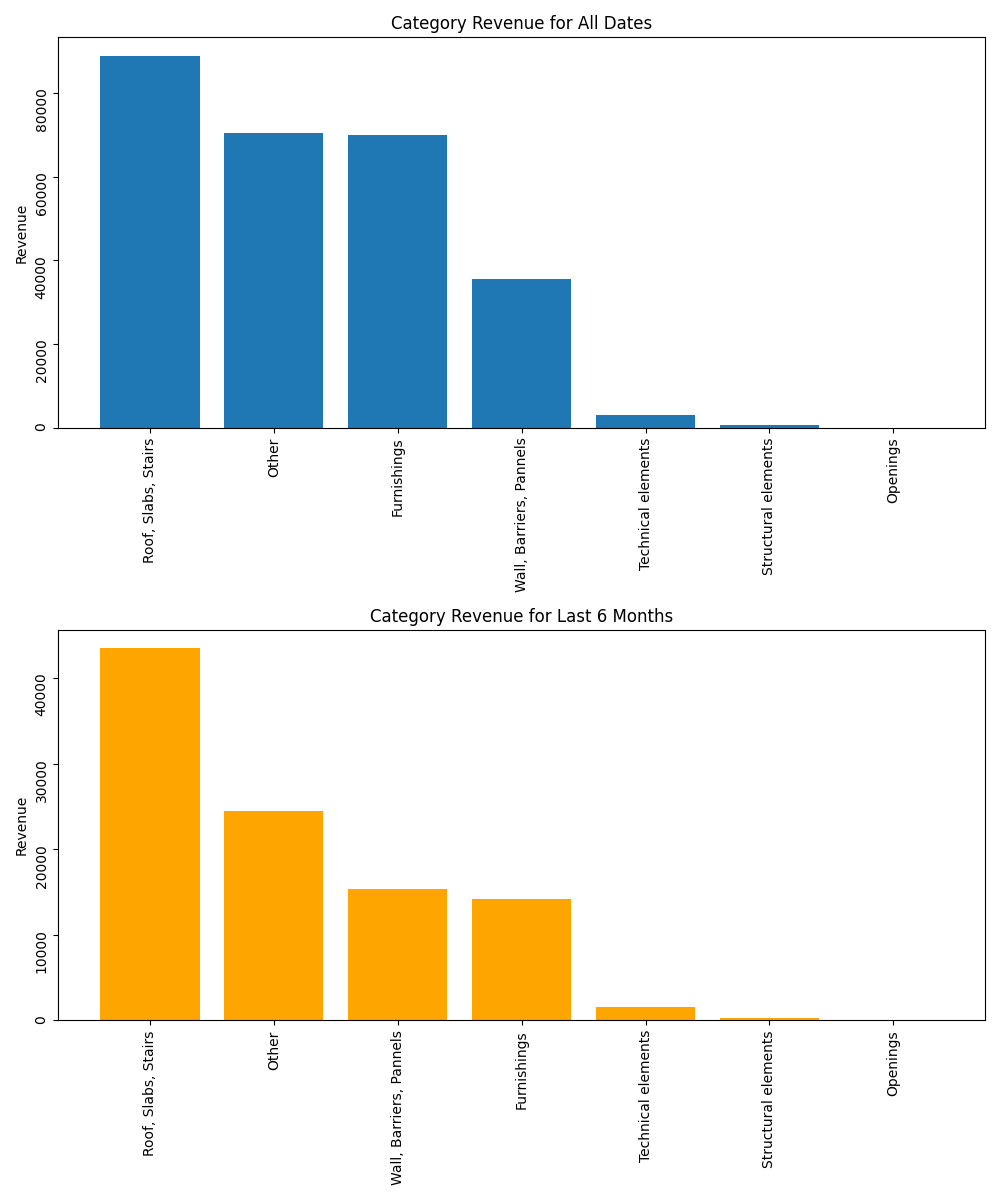 Category Revenue for All Dates
80000
60000
40000
20000
0
Revenue
Roof, Slabs, Stairs
Other
Furnishings
Wall, Barriers, Pannels
Technical elements
Structural elements
Openings
Category Revenue for Last 6 Months
40000
30000
20000
10000
0
Revenue
Roof, Slabs, Stairs
Other
Wall, Barriers, Pannels
Furnishings
Technical elements
Structural elements
Openings